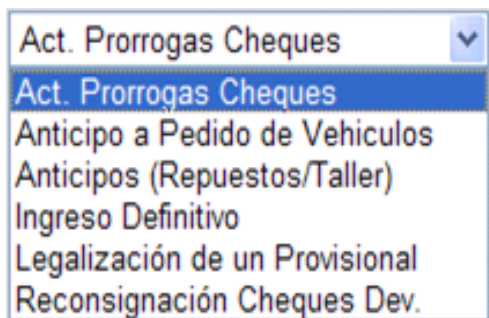 Act. Prorrogas Cheques
Act. Prorrogas Cheques
Anticipo a Pedido de Vehiculos
Anticipos (Repuestos/Taller)
Ingreso Definitivo
Legalización de un Provisional
Reconsignación Cheques Dev.